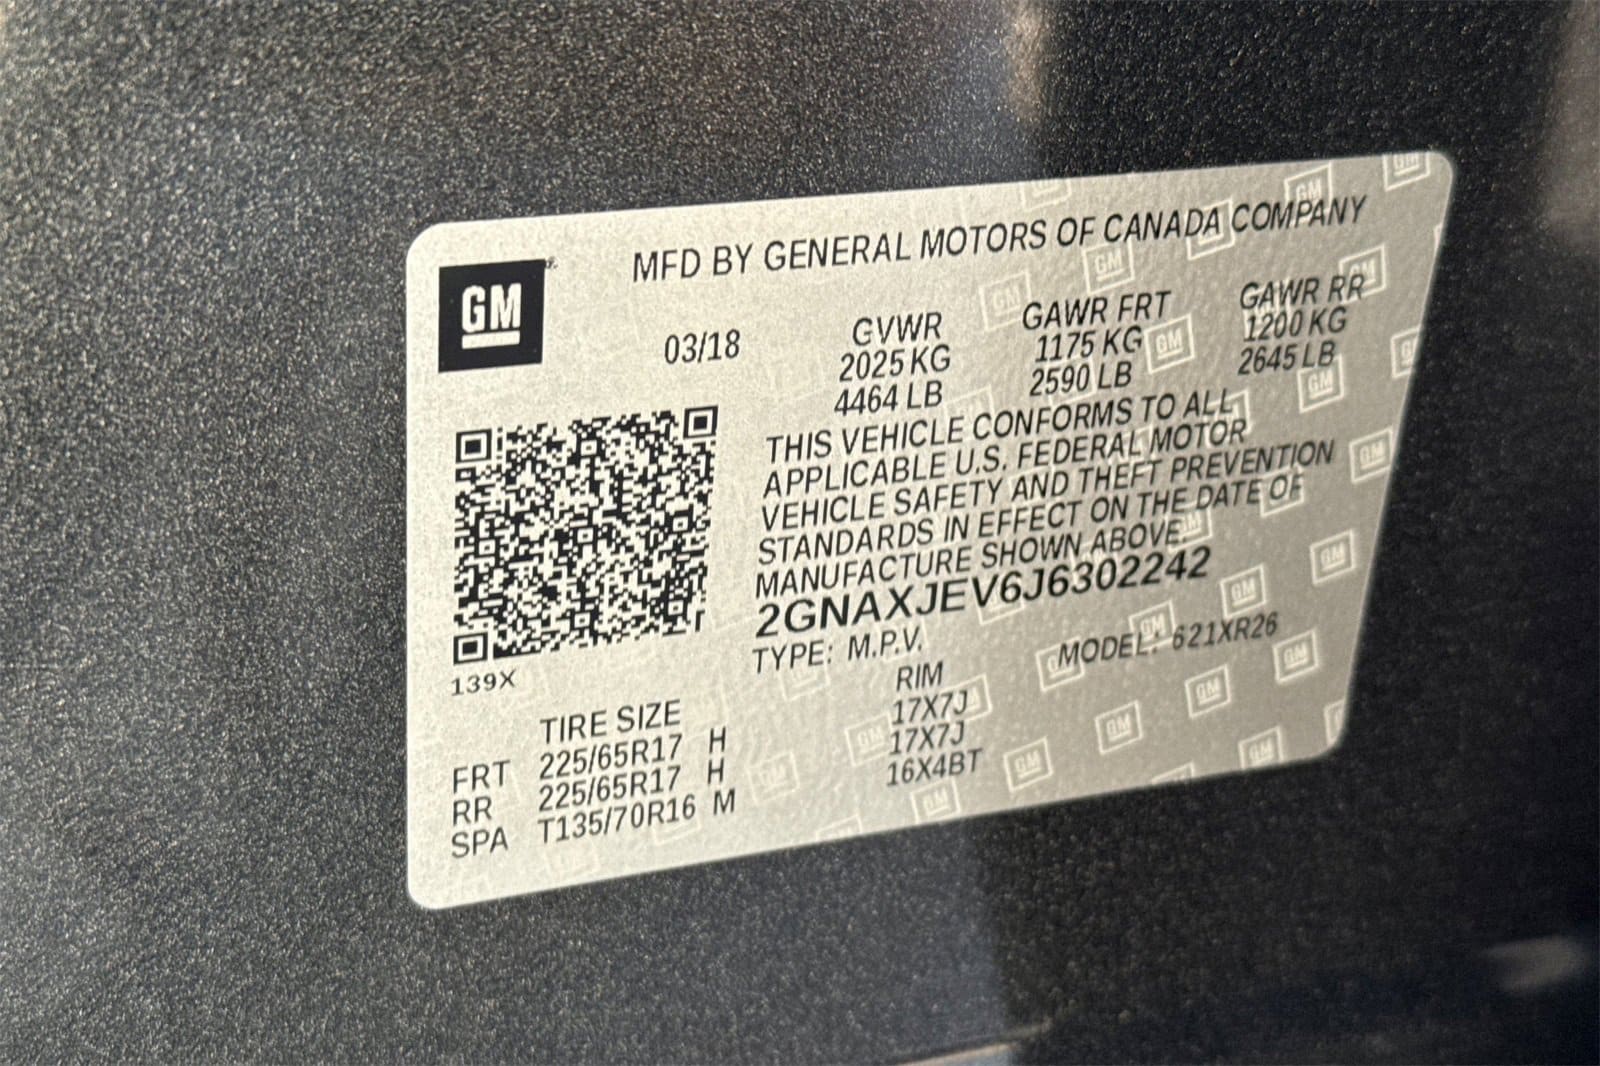 MFD BY GENERAL MOTORS OF CANADA COMPANY
GM
03/18 GVWR GAWR FRT GAWR RR
2025 KG 1175 KG 1200 KG
4464 LB 2590 LB 2645 LB
THIS VEHICLE CONFORMS TO ALL
APPLICABLE U.S. FEDERAL MOTOR
VEHICLE SAFETY AND THEFT PREVENTION
STANDARDS IN EFFECT ON THE DATE OF
MANUFACTURE SHOWN ABOVE.
2GNAXJEV6J6302242
TYPE: M.P.V. MODEL: 621XR26
139X
TIRE SIZE RIM
FRT 225/65R17 H 17X7J
RR 225/65R17 H 17X7J
SPA T135/70R16 M 16X4BT